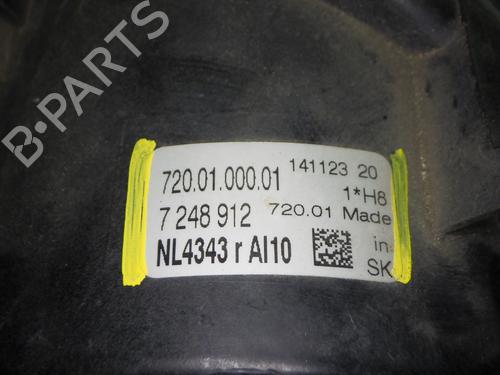 B-PARTS
720.01.000.01 141123 20
1*H8
7 248 912 720.01 Made
in
NL4343 r AI10 SK